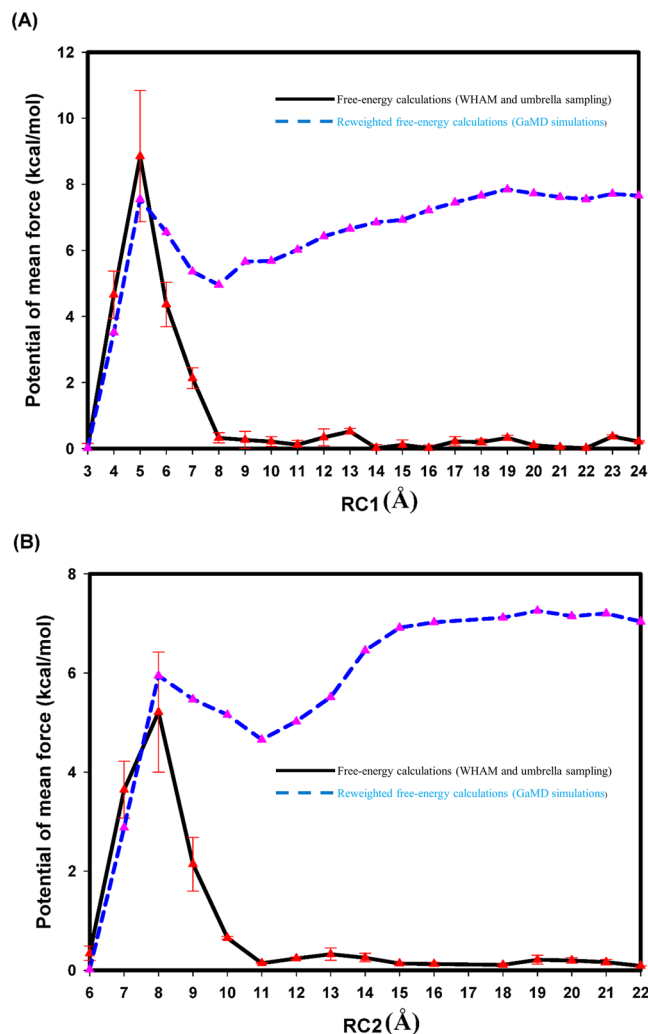 (A)
12
10
8
6
4
2
0
Potential of mean force (kcal/mol)
Free-energy calculations (WHAM and umbrella sampling)
Reweighted free-energy calculations (GaMD simulations)
3 4 5 6 7 8 9 10 11 12 13 14 15 16 17 18 19 20 21 22 23 24
RC1 (Å)
(B)
8
6
4
2
0
Potential of mean force (kcal/mol)
Free-energy calculations (WHAM and umbrella sampling)
Reweighted free-energy calculations (GaMD simulations)
6 7 8 9 10 11 12 13 14 15 16 17 18 19 20 21 22
RC2 (Å)